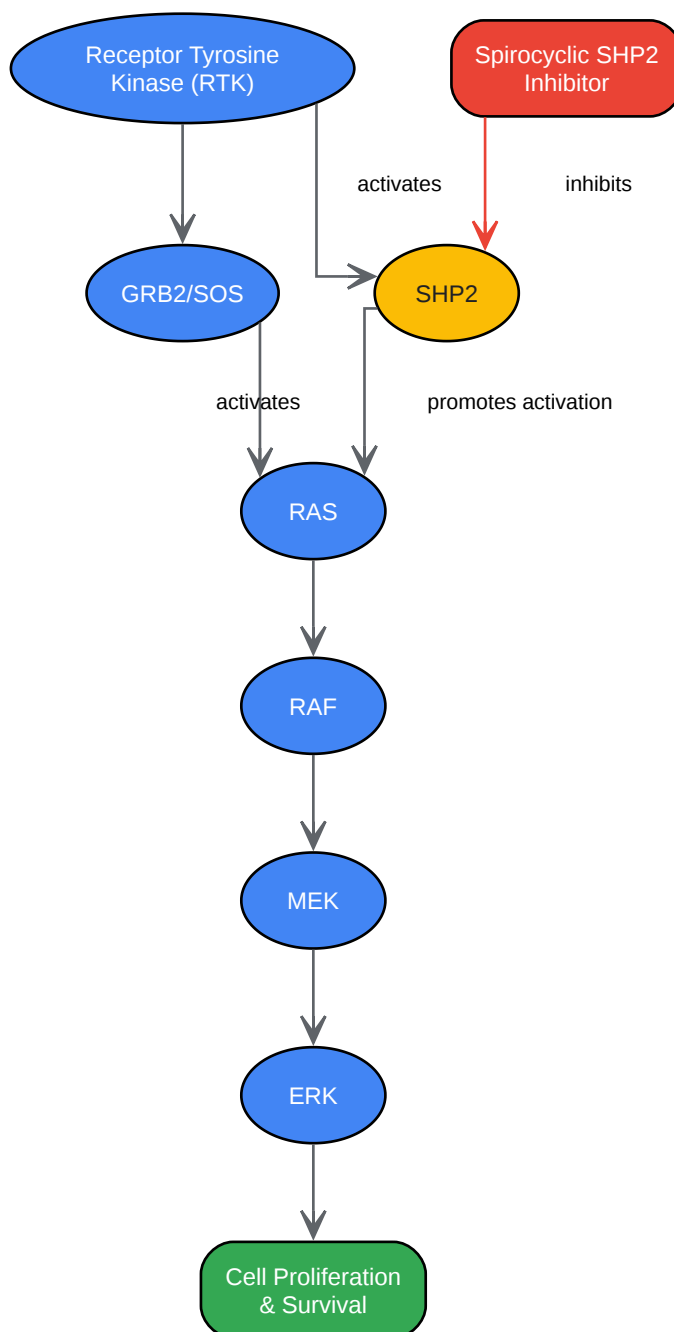 Receptor Tyrosine
Kinase (RTK)
Spirocyclic SHP2
Inhibitor
activates
inhibits
GRB2/SOS
SHP2
activates
promotes activation
RAS
RAF
MEK
ERK
Cell Proliferation
& Survival